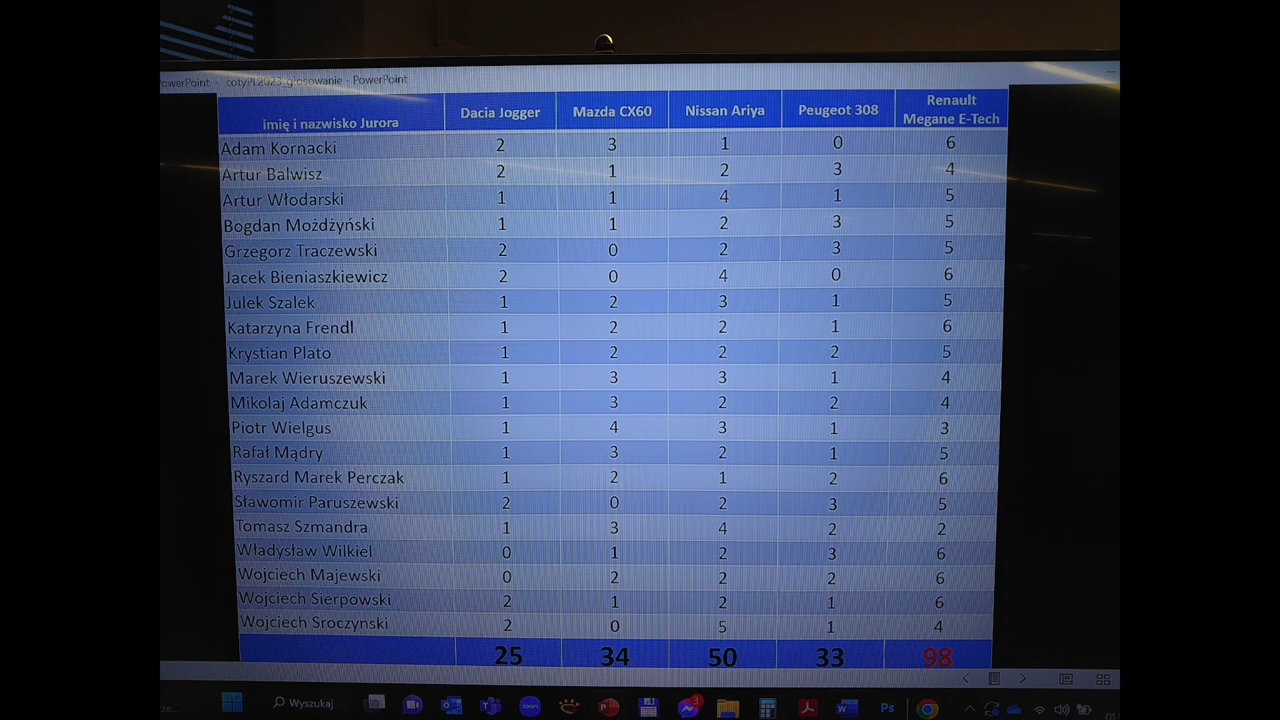 owerPoint - cotyPL2023_głosowanie - PowerPoint
imię i nazwisko Jurora Dacia Jogger Mazda CX60 Nissan Ariya Peugeot 308 Renault Megane E-Tech
Adam Kornacki 2 3 1 0 6
Artur Balwisz 2 1 2 3 4
Artur Włodarski 1 1 4 1 5
Bogdan Możdżyński 1 1 2 3 5
Grzegorz Traczewski 2 0 2 3 5
Jacek Bieniaszkiewicz 2 0 4 0 6
Julek Szalek 1 2 3 1 5
Katarzyna Frendl 1 2 2 1 6
Krystian Plato 1 2 2 2 5
Marek Wieruszewski 1 3 3 1 4
Mikolaj Adamczuk 1 3 2 2 4
Piotr Wielgus 1 4 3 1 3
Rafał Mądry 1 3 2 1 5
Ryszard Marek Perczak 1 2 1 2 6
Sławomir Paruszewski 2 0 2 3 5
Tomasz Szmandra 1 3 4 2 2
Władysław Wilkiel 0 1 2 3 6
Wojciech Majewski 0 2 2 2 6
Wojciech Sierpowski 2 1 2 1 6
Wojciech Sroczynski 2 0 5 1 4
25 34 50 33 98
Wyszukaj zoom 3 Ps